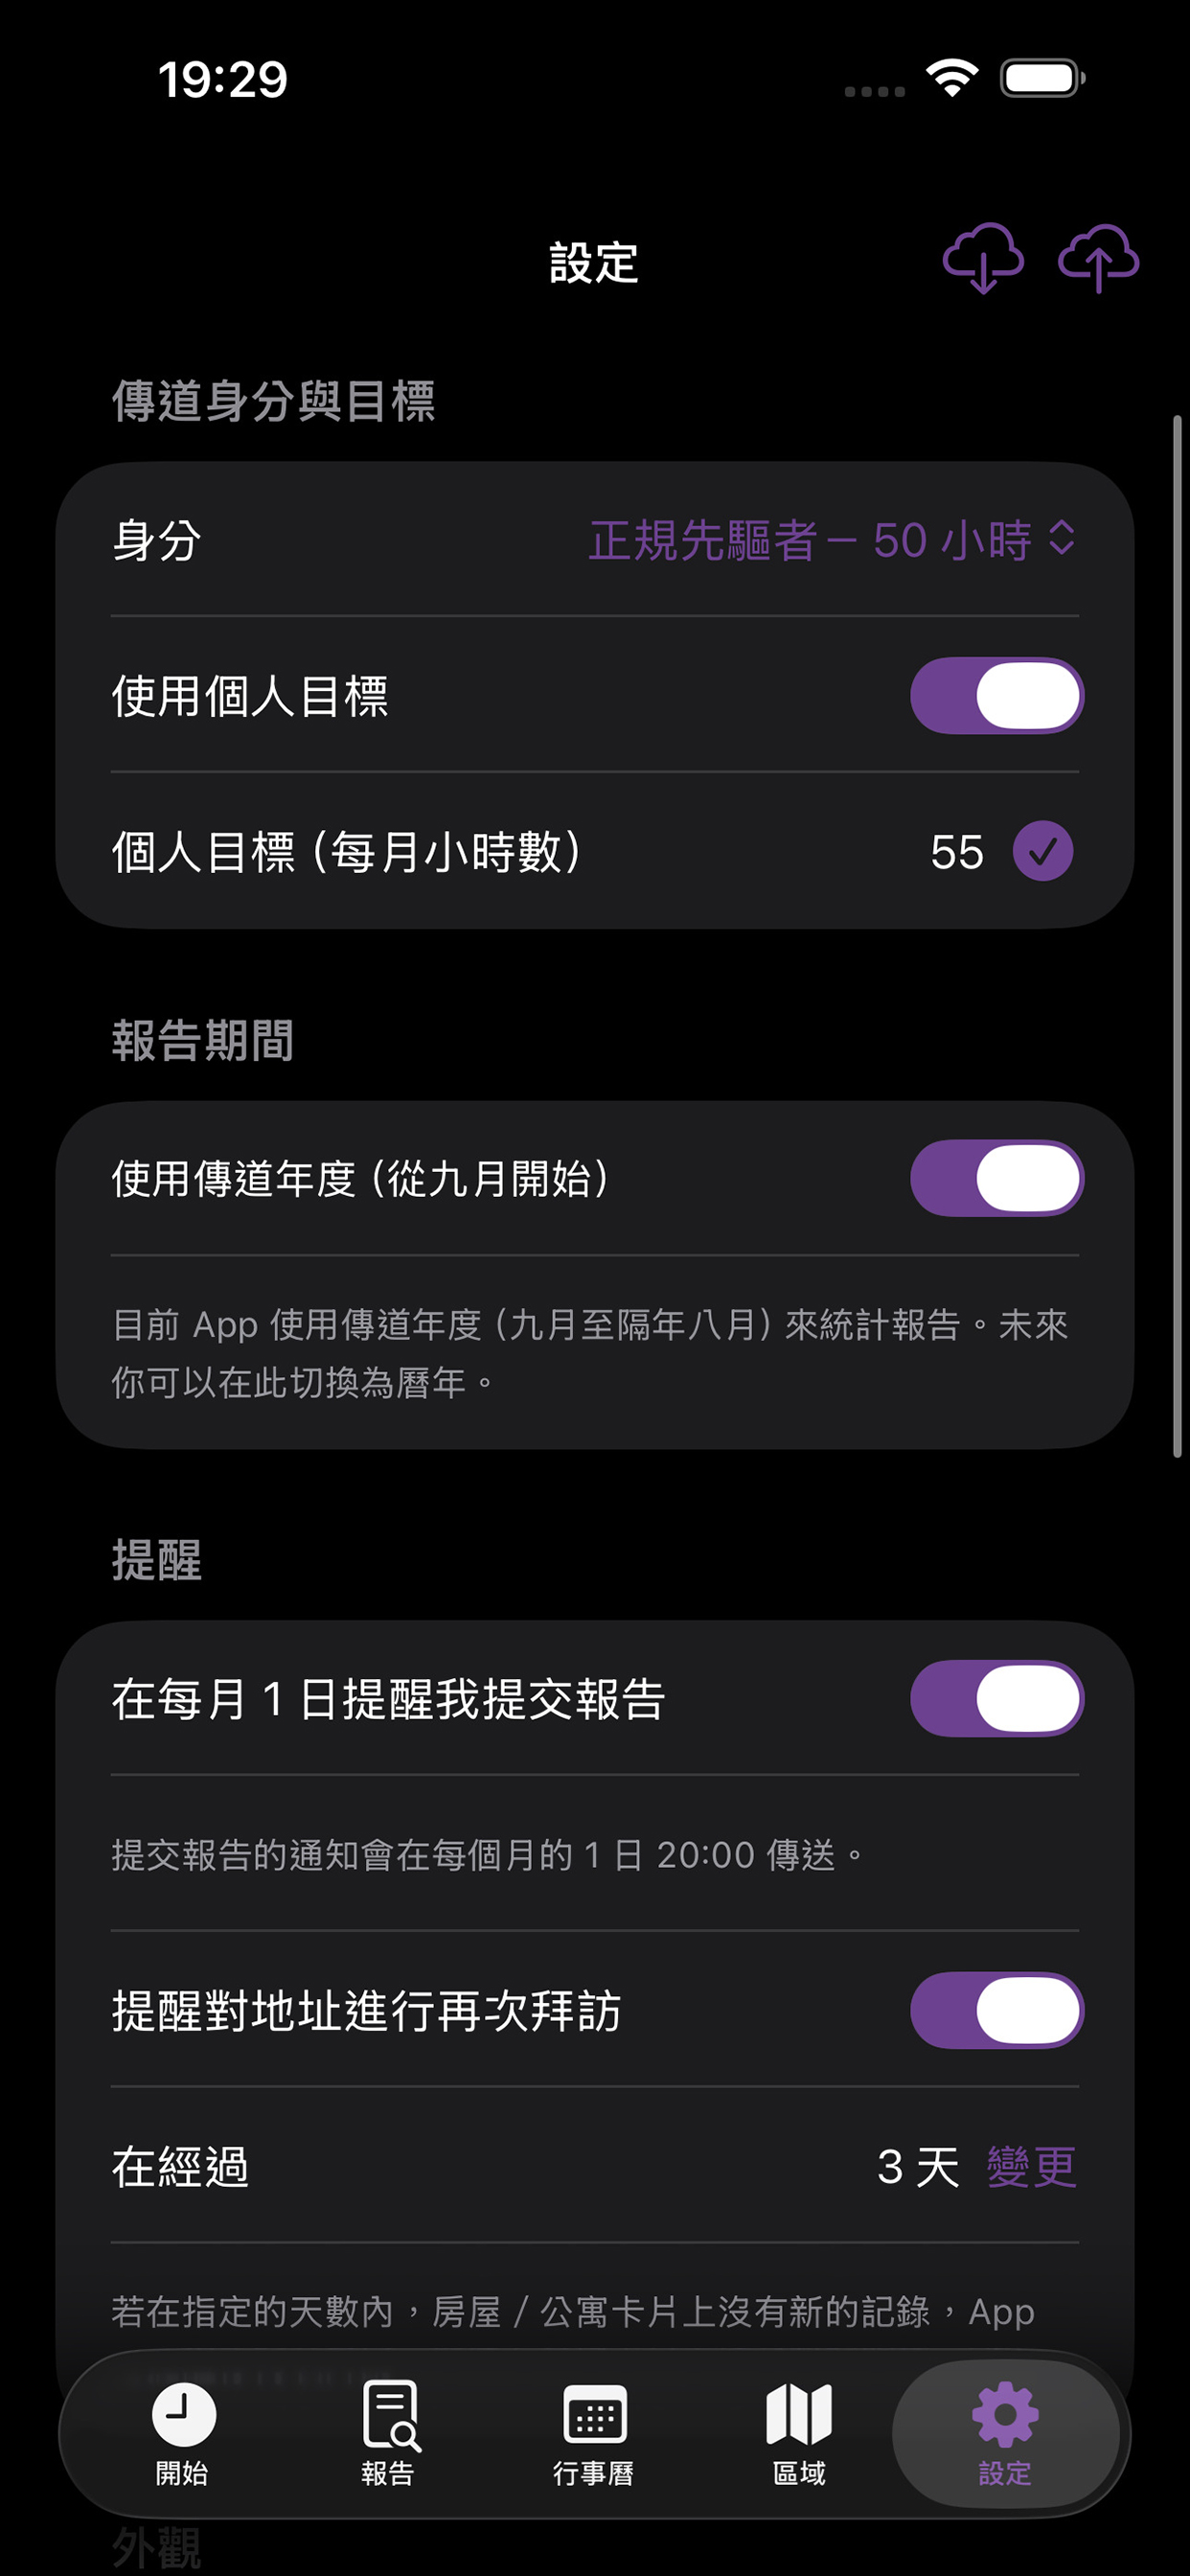 19:29
設定
傳道身分與目標
身分 正規先驅者 – 50 小時
使用個人目標
個人目標 (每月小時數) 55
報告期間
使用傳道年度 (從九月開始)
目前 App 使用傳道年度 (九月至隔年八月) 來統計報告。未來
你可以在此切換為曆年。
提醒
在每月 1 日提醒我提交報告
提交報告的通知會在每個月的 1 日 20:00 傳送。
提醒對地址進行再次拜訪
在經過 3 天 變更
若在指定的天數內，房屋 / 公寓卡片上沒有新的記錄，App
開始 報告 行事曆 區域 設定
外觀